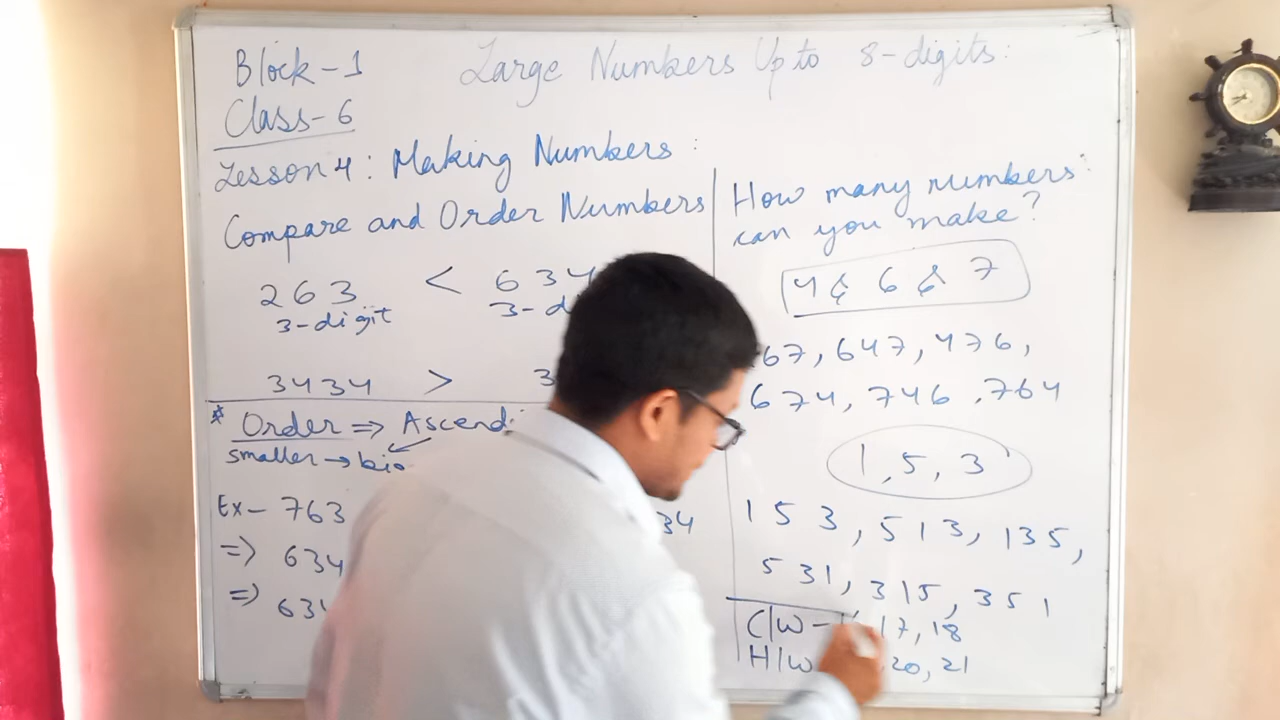 Block-1
Large Numbers Up to 8-digits:
Class-6
Lesson 4: Making Numbers:
Compare and Order Numbers
263 < 634
3-digit 3-di
3434 > 3
* Order => Ascend
smaller → big
Ex- 763 34
=> 634
=> 634
How many numbers
can you make?
4 & 6 & 7
67, 647, 476,
674, 746, 764
1, 5, 3
153, 513, 135,
531, 315, 351
C/W - 17, 18
H/W 20, 21